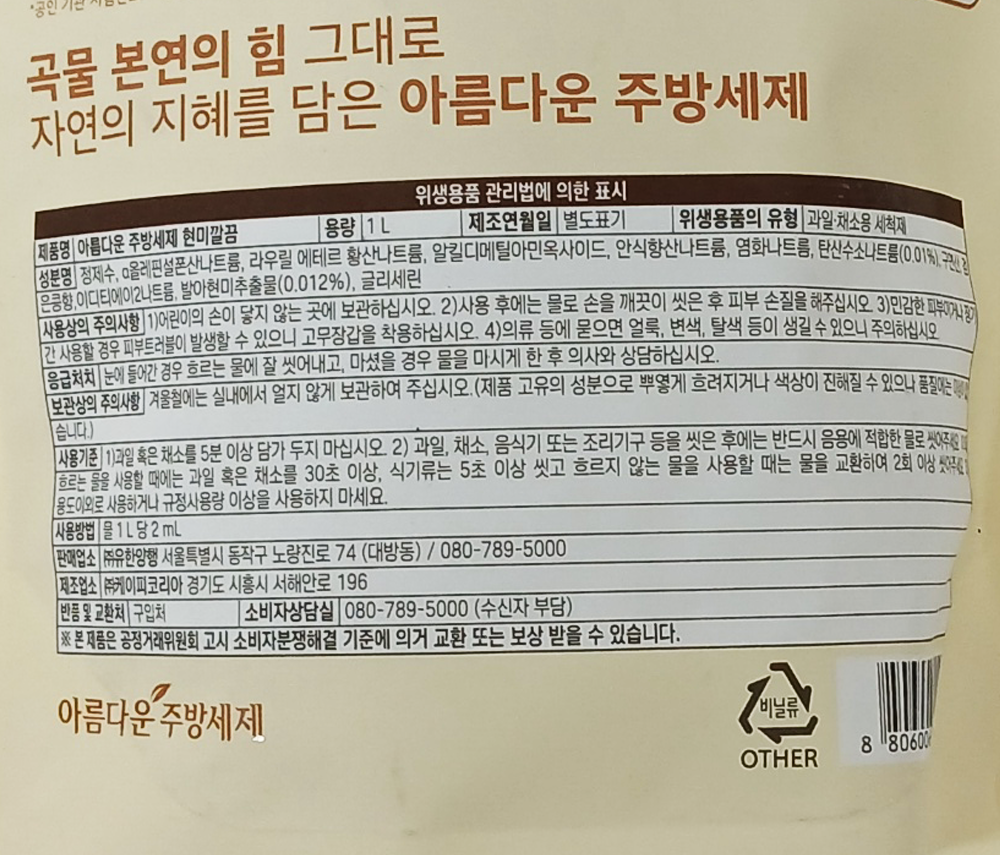 *공인 기관
곡물 본연의 힘 그대로
자연의 지혜를 담은 아름다운 주방세제
위생용품 관리법에 의한 표시
제품명 아름다운 주방세제 현미깔끔 용량 1 L 제조연월일 별도표기 위생용품의 유형 과일·채소용 세척제
성분명 정제수, α올레핀설폰산나트륨, 라우릴 에테르 황산나트륨, 알킬디메틸아민옥사이드, 안식향산나트륨, 염화나트륨, 탄산수소나트륨(0.01%), 구연산,
은릉향, 이디티에이2나트륨, 발아현미추출물(0.012%), 글리세린
사용상의 주의사항 1)어린이의 손이 닿지 않는 곳에 보관하십시오. 2)사용 후에는 물로 손을 깨끗이 씻은 후 피부 손질을 해주십시오. 3)민감한 피부이거나
간 사용할 경우 피부트러블이 발생할 수 있으니 고무장갑을 착용하십시오. 4)의류 등에 묻으면 얼룩, 변색, 탈색 등이 생길 수 있으니 주의하십시오.
응급처치 눈에 들어간 경우 흐르는 물에 잘 씻어내고, 마셨을 경우 물을 마시게 한 후 의사와 상담하십시오.
보관상의 주의사항 겨울철에는 실내에서 얼지 않게 보관하여 주십시오.(제품 고유의 성분으로 뿌옇게 흐려지거나 색상이 진해질 수 있으나 품질에는
습니다.)
사용기준 1)과일 혹은 채소를 5분 이상 담가 두지 마십시오. 2) 과일, 채소, 음식기 또는 조리기구 등을 씻은 후에는 반드시 음용에 적합한 물로 씻어주세요.
흐르는 물을 사용할 때에는 과일 혹은 채소를 30초 이상, 식기류는 5초 이상 씻고 흐르지 않는 물을 사용할 때는 물을 교환하여 2회 이상 씻어주세요.
용도이외로 사용하거나 규정사용량 이상을 사용하지 마세요.
사용방법 물 1 L 당 2 mL
판매업소 ㈜유한양행 서울특별시 동작구 노량진로 74 (대방동) / 080-789-5000
제조업소 ㈜케이피코리아 경기도 시흥시 서해안로 196
반품 및 교환처 구입처 소비자상담실 080-789-5000 (수신자 부담)
※ 본 제품은 공정거래위원회 고시 소비자분쟁해결 기준에 의거 교환 또는 보상 받을 수 있습니다.
아름다운 주방세제
비닐류
OTHER
8 80600